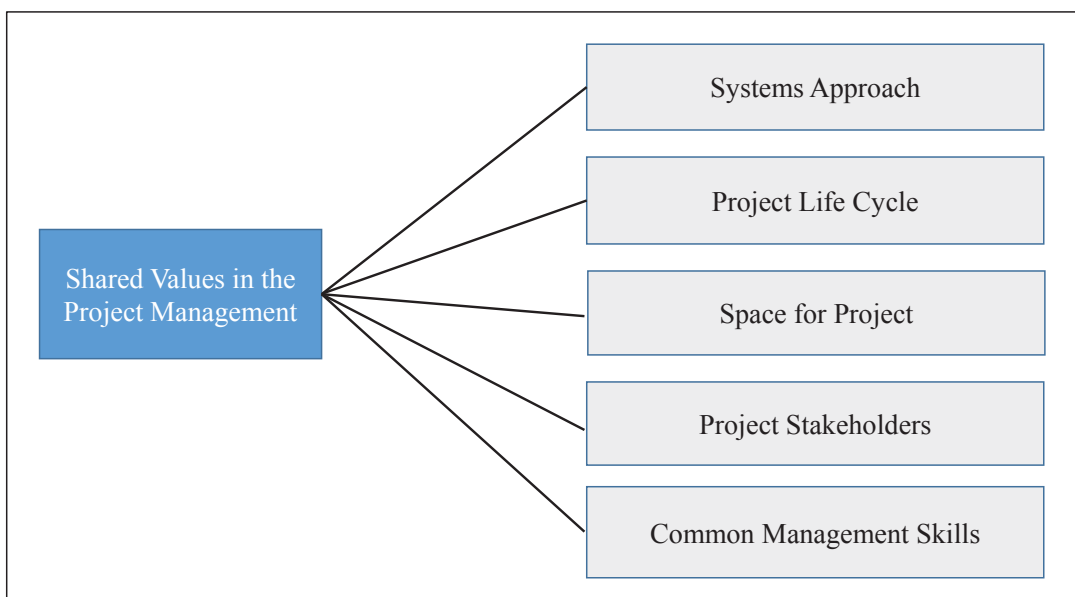 Systems Approach
Project Life Cycle
Shared Values in the
Project Management
Space for Project
Project Stakeholders
Common Management Skills